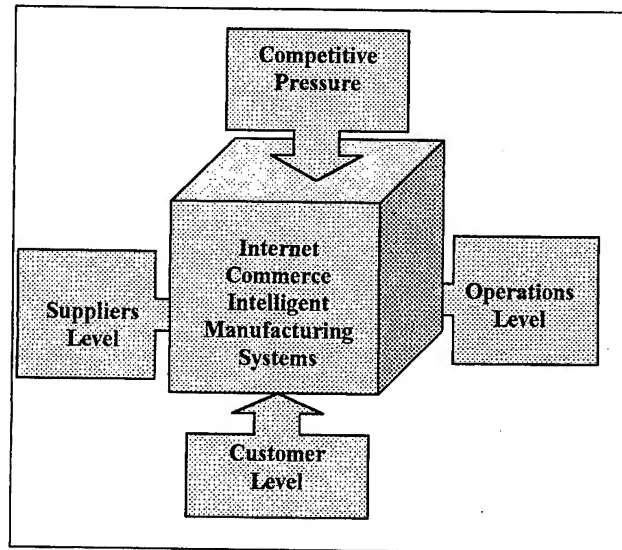 Competitive
Pressure
Internet
Commerce
Intelligent
Manufacturing
Systems
Suppliers
Level
Operations
Level
Customer
Level